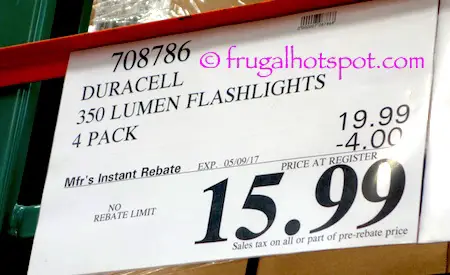 708786
© frugalhotspot.com
DURACELL
350 LUMEN FLASHLIGHTS
4 PACK
19.99
-4.00
Mfr's Instant Rebate EXP. 05/09/17 PRICE AT REGISTER
NO
REBATE LIMIT
15.99
Sales tax on all or part of pre-rebate price